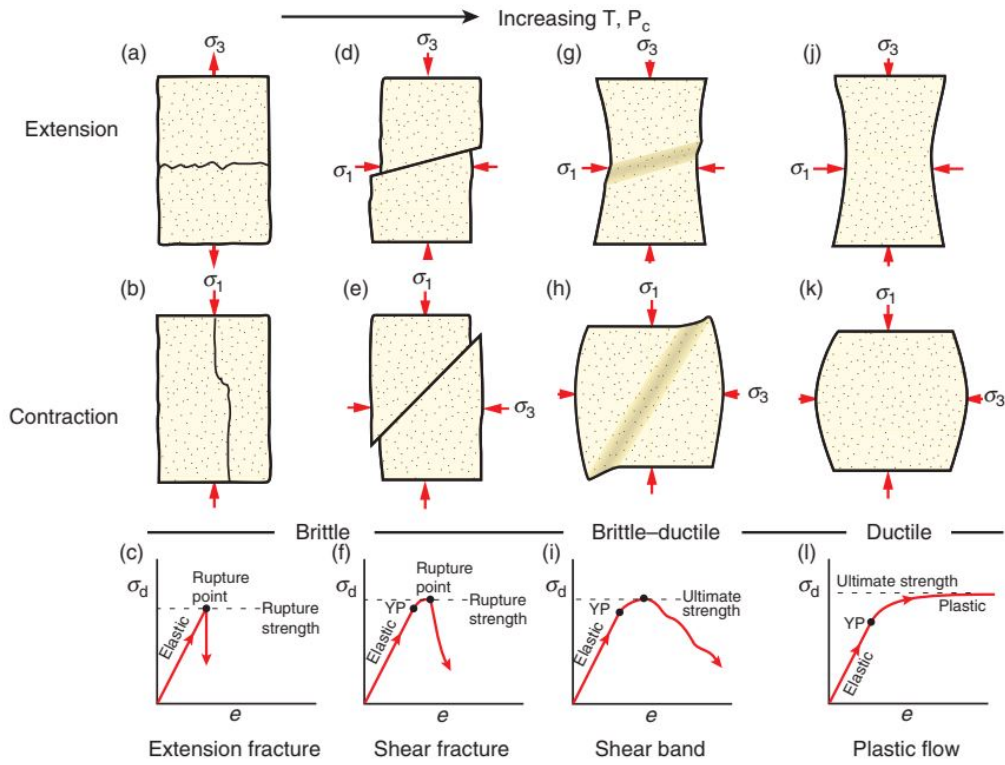 Increasing T, Pc
(a)
σ3
(d)
σ3
(g)
σ3
(j)
Extension
σ1
σ1
σ1
(b)
σ1
(e)
σ1
(h)
σ1
(k)
σ1
Contraction
σ3
σ3
σ3
Brittle
Brittle–ductile
Ductile
(c)
σd
Rupture
point
Rupture
strength
Elastic
e
(f)
σd
Rupture
point
YP
Rupture
strength
Elastic
e
(i)
σd
YP
Ultimate
strength
Elastic
e
(l)
σd
Ultimate strength
Plastic
YP
Elastic
e
Extension fracture
Shear fracture
Shear band
Plastic flow